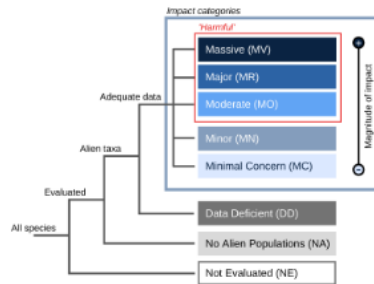 Impact categories
'Harmful'
Massive (MV)
Major (MR)
Adequate data
Moderate (MO)
Magnitude of impact
Alien taxa
Minor (MN)
Minimal Concern (MC)
Evaluated
Data Deficient (DD)
All species
No Alien Populations (NA)
Not Evaluated (NE)